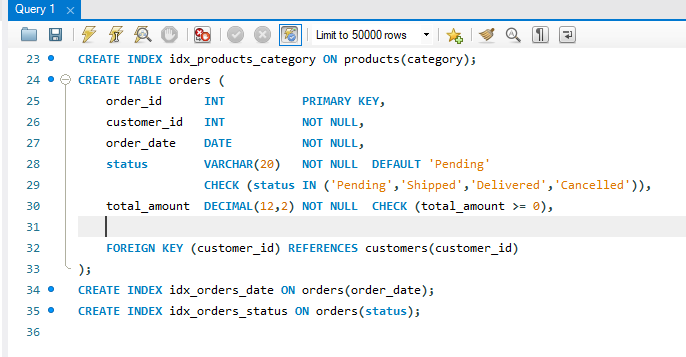 Query 1
Limit to 50000 rows
23 CREATE INDEX idx_products_category ON products(category);
24 CREATE TABLE orders (
25 order_id INT PRIMARY KEY,
26 customer_id INT NOT NULL,
27 order_date DATE NOT NULL,
28 status VARCHAR(20) NOT NULL DEFAULT 'Pending'
29 CHECK (status IN ('Pending','Shipped','Delivered','Cancelled')),
30 total_amount DECIMAL(12,2) NOT NULL CHECK (total_amount >= 0),
31
32 FOREIGN KEY (customer_id) REFERENCES customers(customer_id)
33 );
34 CREATE INDEX idx_orders_date ON orders(order_date);
35 CREATE INDEX idx_orders_status ON orders(status);
36